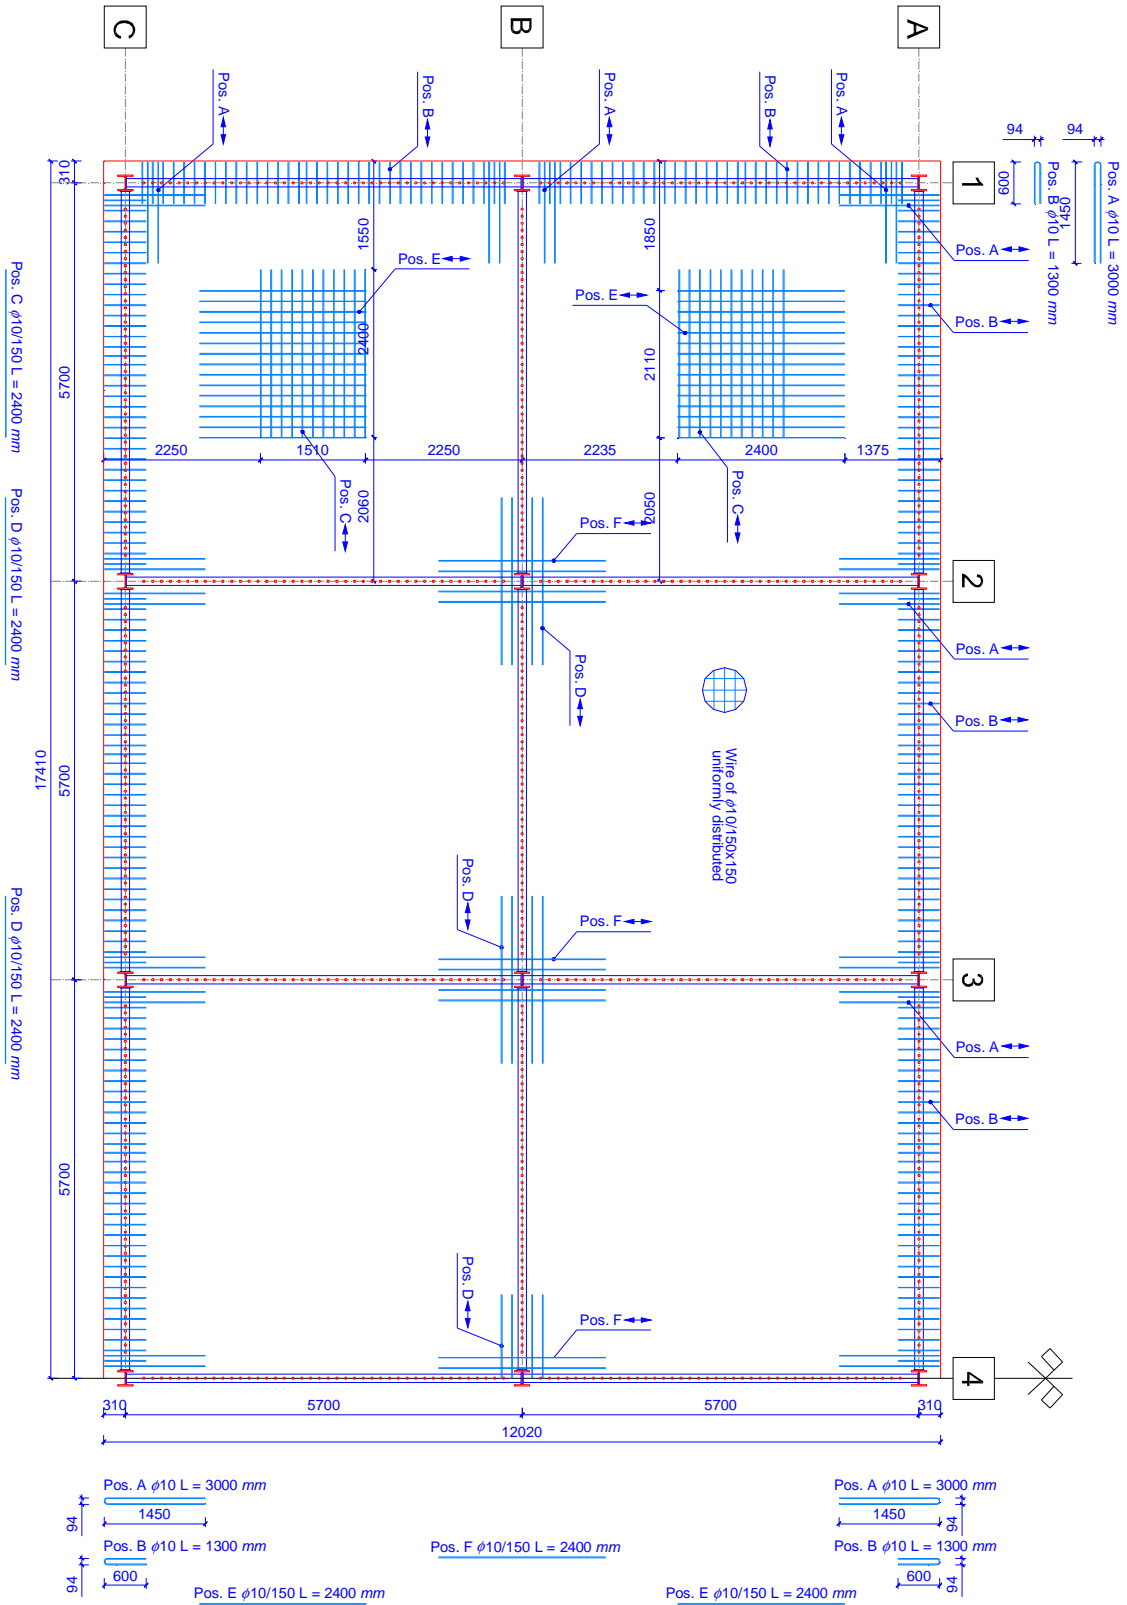 C
B
A
Pos. A
Pos. B
Pos. A
Pos. B
Pos. A
94
94
Pos. A ϕ10 L = 3000 mm
1450
Pos. B ϕ10 L = 1300 mm
600
1
310
Pos. A
Pos. B
1550
1850
Pos. E
Pos. E
2400
2110
5700
2250
1510
2250
2235
2400
1375
Pos. C
Pos. C
2060
2050
Pos. F
2
Pos. C ϕ10/150 L = 2400 mm
Pos. D ϕ10/150 L = 2400 mm
Pos. D
Pos. A
Pos. B
Wire of ϕ10/150x150
uniformly distributed
17410
5700
Pos. D
Pos. F
3
Pos. D ϕ10/150 L = 2400 mm
Pos. A
Pos. B
5700
Pos. D
Pos. F
4
310
5700
5700
310
12020
Pos. A ϕ10 L = 3000 mm
1450
94
Pos. B ϕ10 L = 1300 mm
600
94
Pos. F ϕ10/150 L = 2400 mm
Pos. A ϕ10 L = 3000 mm
1450
94
Pos. B ϕ10 L = 1300 mm
600
94
Pos. E ϕ10/150 L = 2400 mm
Pos. E ϕ10/150 L = 2400 mm